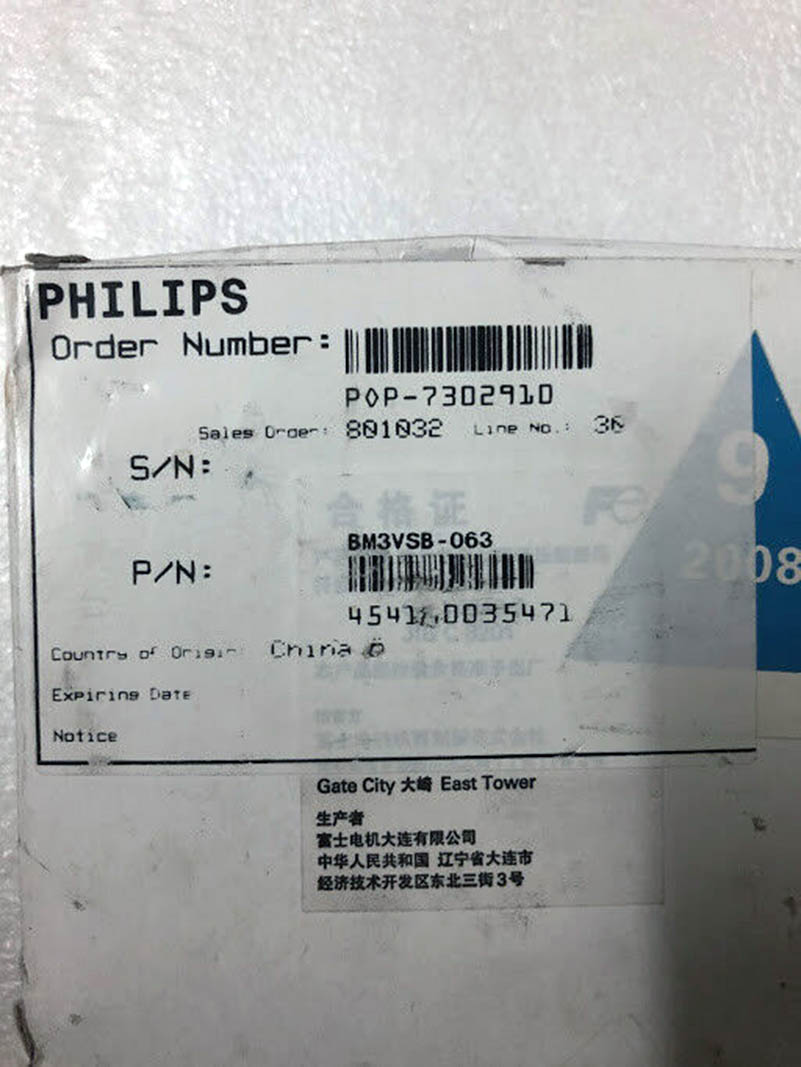 PHILIPS
Order Number:
POP-7302910
Sales Order: 801032 Line No.: 30
S/N:
合格证 Fe
9
2008
BM3VSB-063
P/N:
Country of Origin: China
Expiring Date
Notice
Gate City 大崎 East Tower
生产者
富士电机大连有限公司
中华人民共和国 辽宁省大连市
经济技术开发区东北三街3号